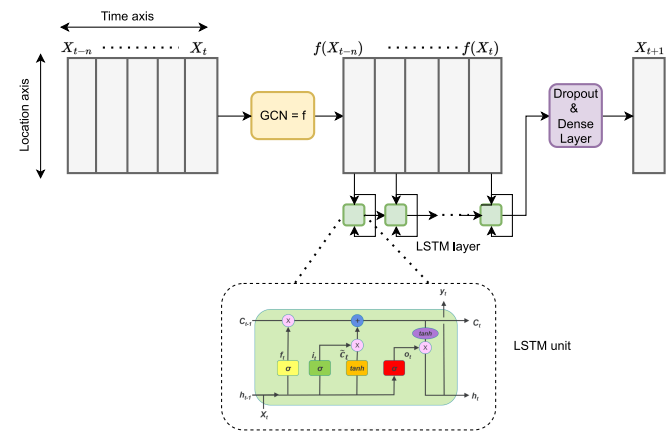 Time axis
X_{t-n} ........ X_t
f(X_{t-n}) ........ f(X_t)
X_{t+1}
Location axis
GCN = f
Dropout
&
Dense
Layer
LSTM layer
LSTM unit
y_t
C_{t-1}
X
+
C_t
tanh
f_t
i_t
C̃_t
X
o_t
X
σ
σ
tanh
h_{t-1}
h_t
X_t